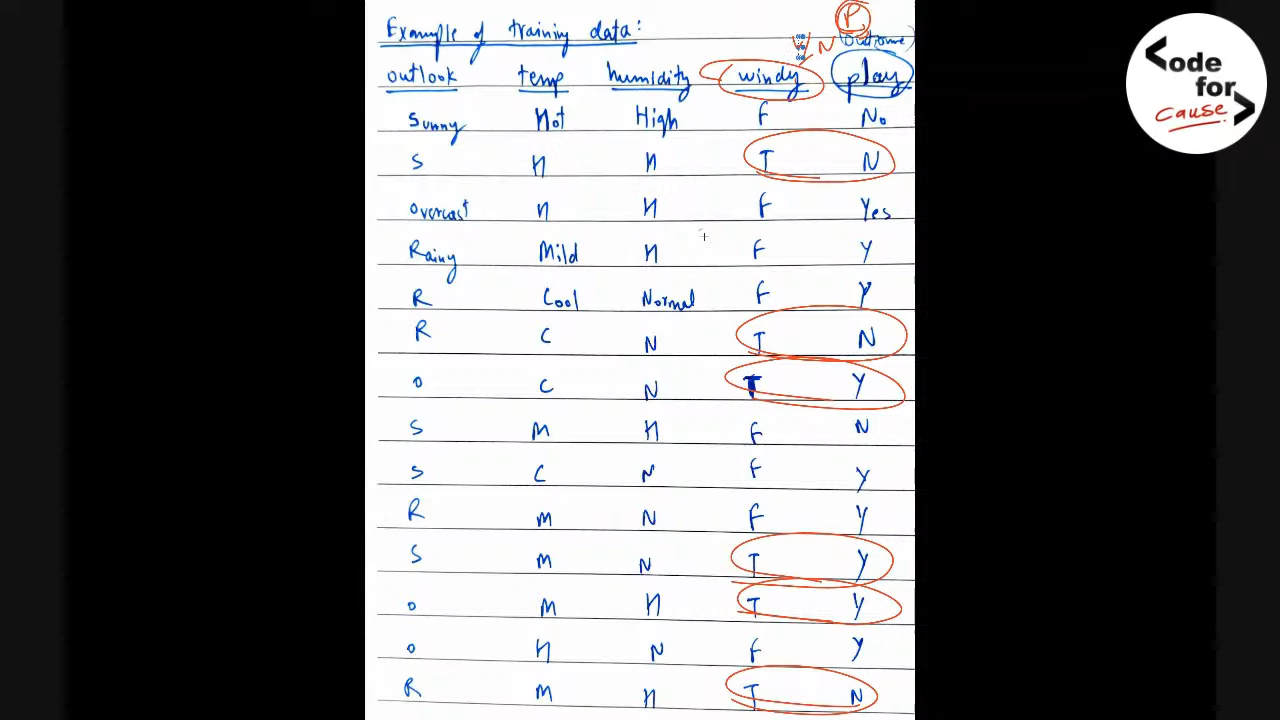 Example of training data:
P
N (outcome)
outlook temp humidity windy play
Sunny Hot High F No
S H H T N
Overcast H H F Yes
Rainy Mild H F Y
R Cool Normal F Y
R C N T N
O C N T Y
S M H F N
S C N F Y
R M N F Y
S M N T Y
O M H T Y
O H N F Y
R M H T N
<ode
for>
cause